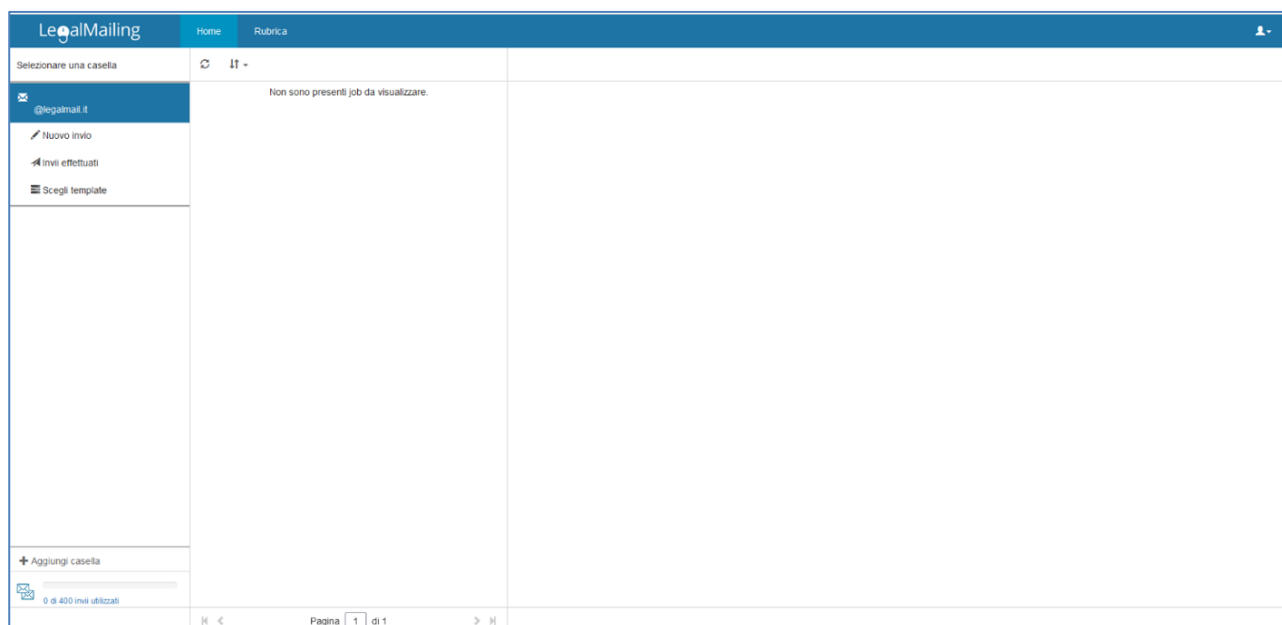 LegalMailing
Home Rubrica
Selezionare una casella
Non sono presenti job da visualizzare.
@legalmail.it
Nuovo invio
Invii effettuati
Scegli template
Aggiungi casella
0 di 400 invii utilizzati
Pagina 1 di 1